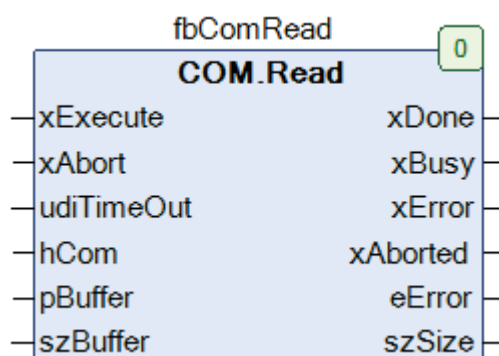 fbComRead
0
COM.Read
xExecute xDone
xAbort xBusy
udiTimeOut xError
hCom xAborted
pBuffer eError
szBuffer szSize